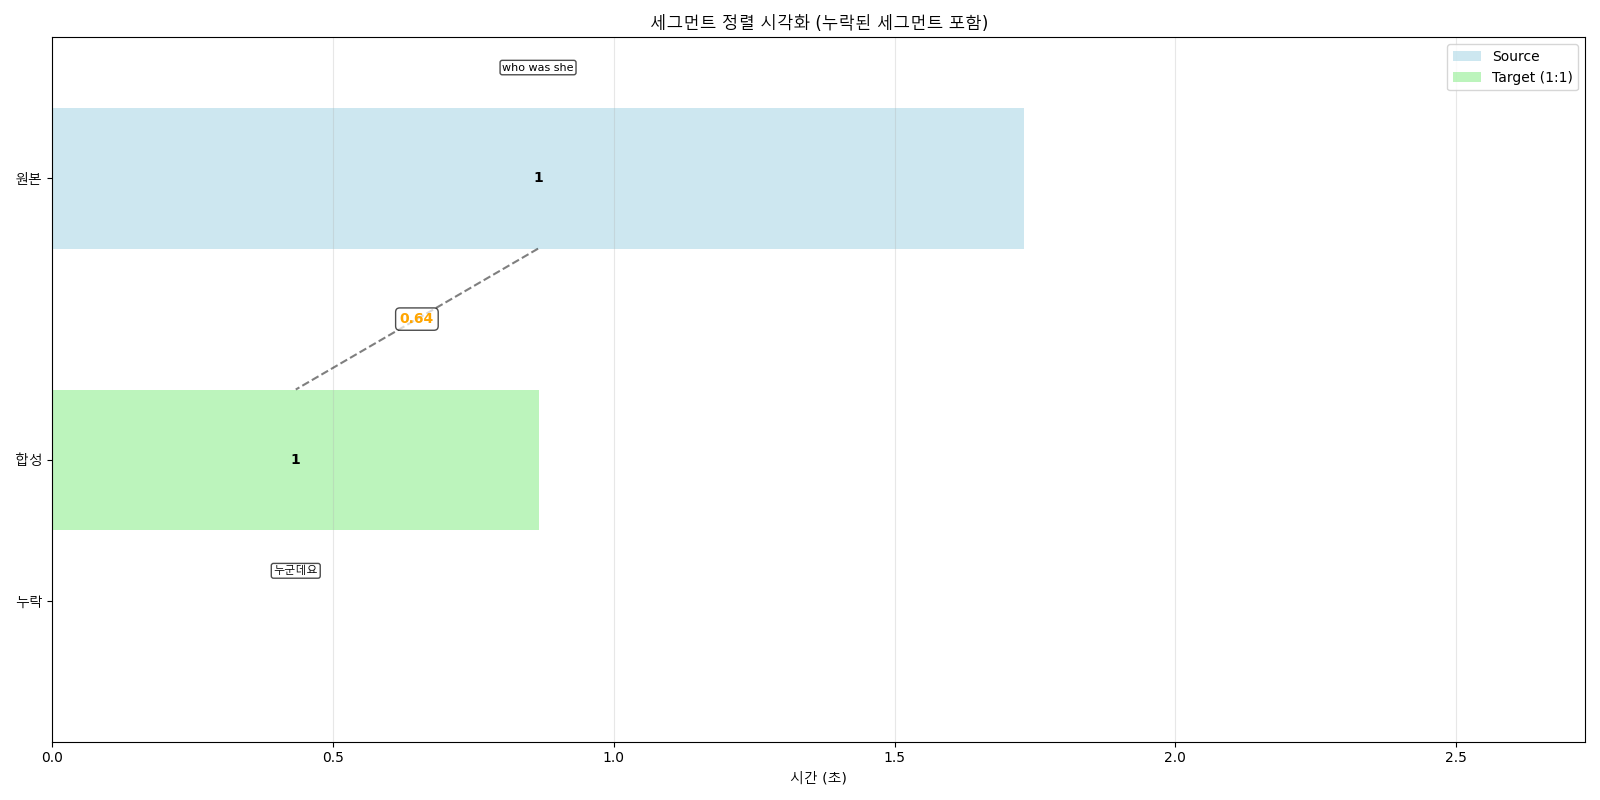 세그먼트 정렬 시각화 (누락된 세그먼트 포함)
who was she
Source
Target (1:1)
원본
1
0.64
합성
1
누군데요
누락
0.0 0.5 1.0 1.5 2.0 2.5
시간 (초)